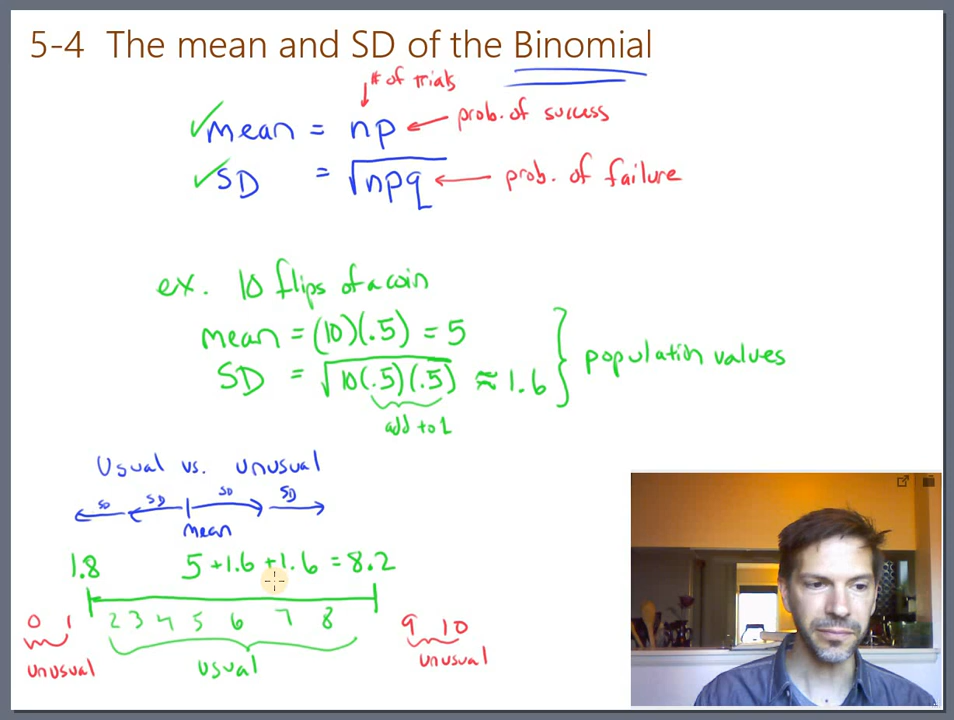 5-4 The mean and SD of the Binomial
# of trials
mean = np
prob. of success
SD = √npq
prob. of failure
ex. 10 flips of a coin
mean = (10)(.5) = 5
SD = √10(.5)(.5) ≈ 1.6
population values
add to 1
Usual vs. unusual
SD SD SD SD
mean
1.8 5 +1.6 +1.6 = 8.2
0 1 2 3 4 5 6 7 8 9 10
unusual usual unusual